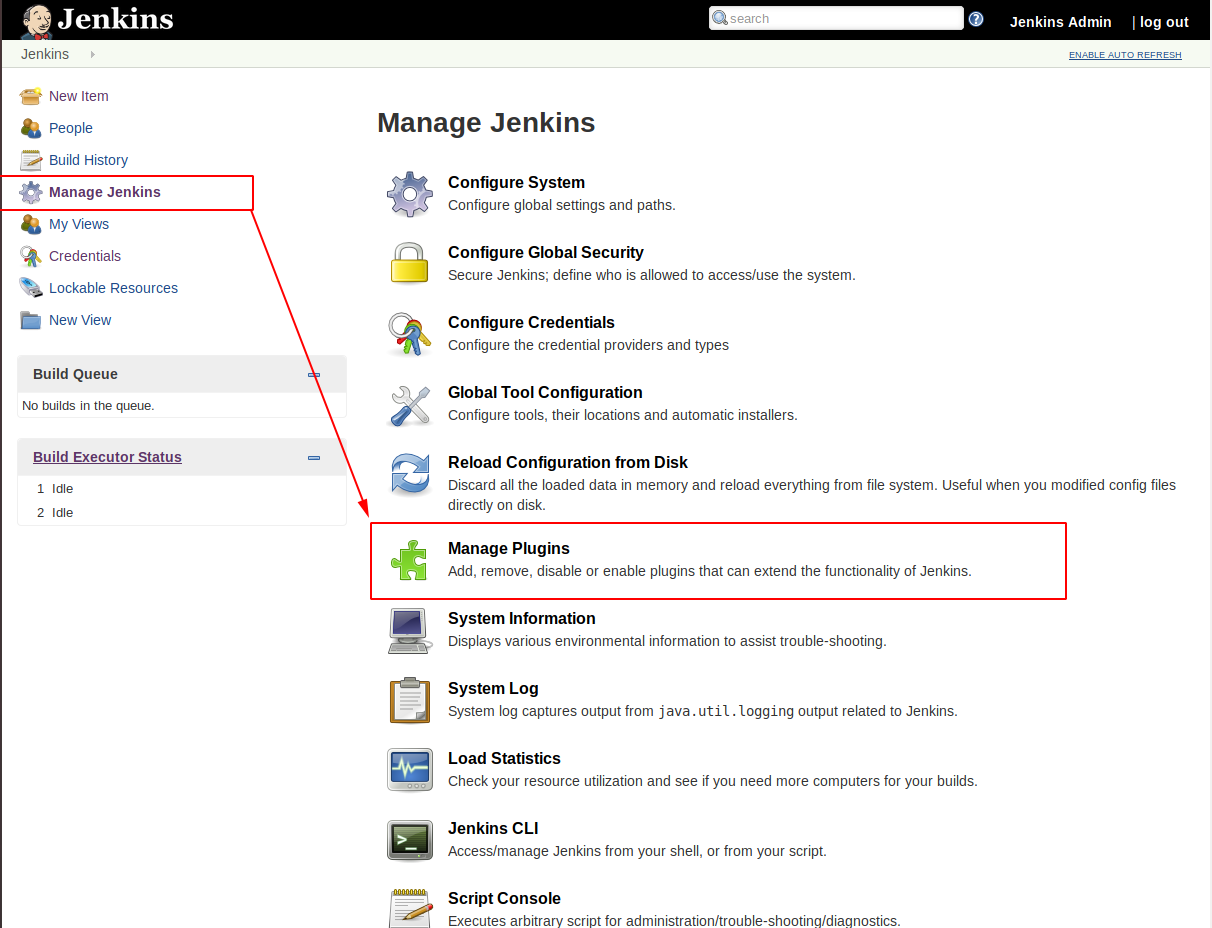 Jenkins
search
?
Jenkins Admin | log out
Jenkins
ENABLE AUTO REFRESH
New Item
People
Build History
Manage Jenkins
My Views
Credentials
Lockable Resources
New View
Build Queue
No builds in the queue.
Build Executor Status
1 Idle
2 Idle
Manage Jenkins
Configure System
Configure global settings and paths.
Configure Global Security
Secure Jenkins; define who is allowed to access/use the system.
Configure Credentials
Configure the credential providers and types
Global Tool Configuration
Configure tools, their locations and automatic installers.
Reload Configuration from Disk
Discard all the loaded data in memory and reload everything from file system. Useful when you modified config files
directly on disk.
Manage Plugins
Add, remove, disable or enable plugins that can extend the functionality of Jenkins.
System Information
Displays various environmental information to assist trouble-shooting.
System Log
System log captures output from java.util.logging output related to Jenkins.
Load Statistics
Check your resource utilization and see if you need more computers for your builds.
Jenkins CLI
Access/manage Jenkins from your shell, or from your script.
Script Console
Executes arbitrary script for administration/trouble-shooting/diagnostics.